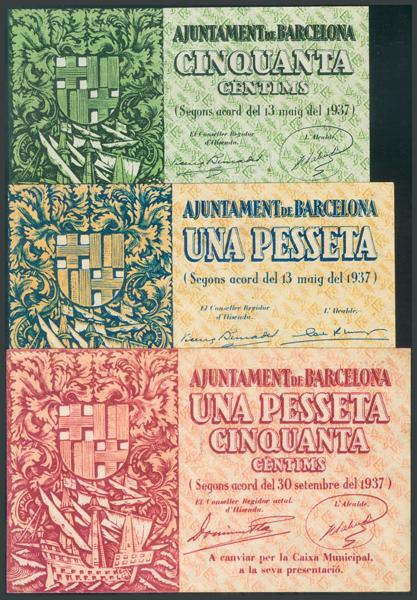 AJUNTAMENT DE BARCELONA
CINQUANTA
CÈNTIMS
(Segons acord del 13 maig del 1937)
El Conseller Regidor
d'Hisenda.
L'Alcalde.
AJUNTAMENT DE BARCELONA
UNA PESSETA
(Segons acord del 13 maig del 1937)
El Conseller Regidor
d'Hisenda.
L'Alcalde.
AJUNTAMENT DE BARCELONA
UNA PESSETA
CINQUANTA
CÈNTIMS
(Segons acord del 30 setembre del 1937)
El Conseller Regidor actal.
d'Hisenda.
L'Alcalde.
A canviar per la Caixa Municipal,
a la seva presentació.